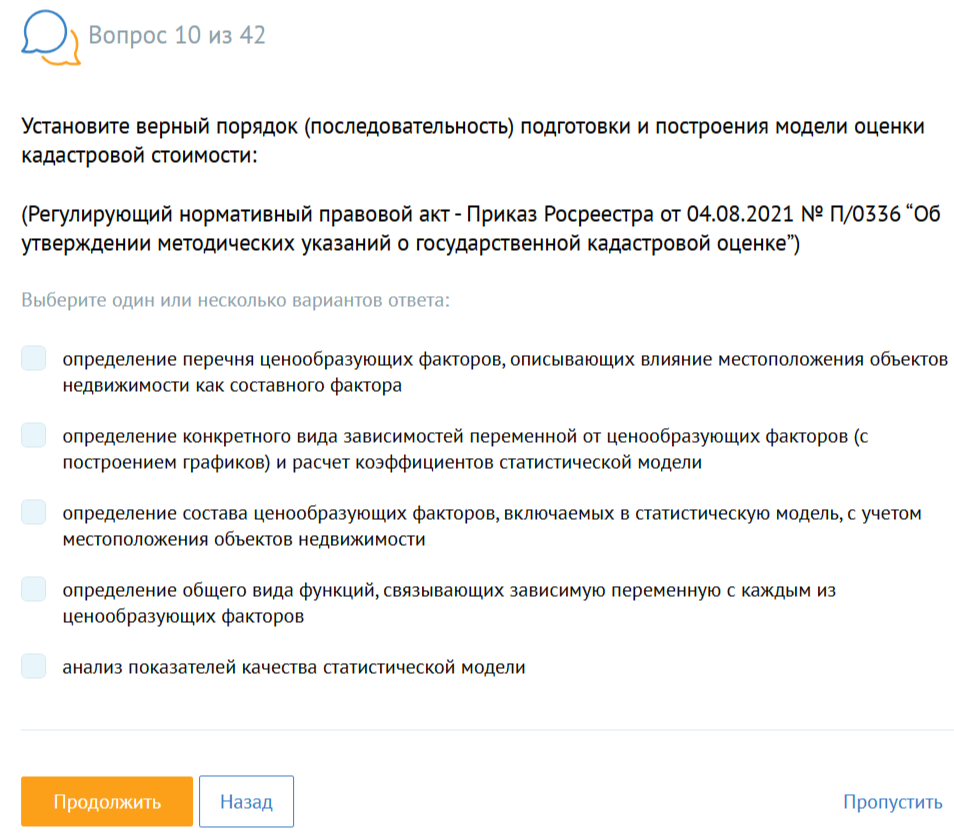 Вопрос 10 из 42
Установите верный порядок (последовательность) подготовки и построения модели оценки
кадастровой стоимости:
(Регулирующий нормативный правовой акт - Приказ Росреестра от 04.08.2021 № П/0336 “Об
утверждении методических указаний о государственной кадастровой оценке”)
Выберите один или несколько вариантов ответа:
определение перечня ценообразующих факторов, описывающих влияние местоположения объектов
недвижимости как составного фактора
определение конкретного вида зависимостей переменной от ценообразующих факторов (с
построением графиков) и расчет коэффициентов статистической модели
определение состава ценообразующих факторов, включаемых в статистическую модель, с учетом
местоположения объектов недвижимости
определение общего вида функций, связывающих зависимую переменную с каждым из
ценообразующих факторов
анализ показателей качества статистической модели
Продолжить
Назад
Пропустить